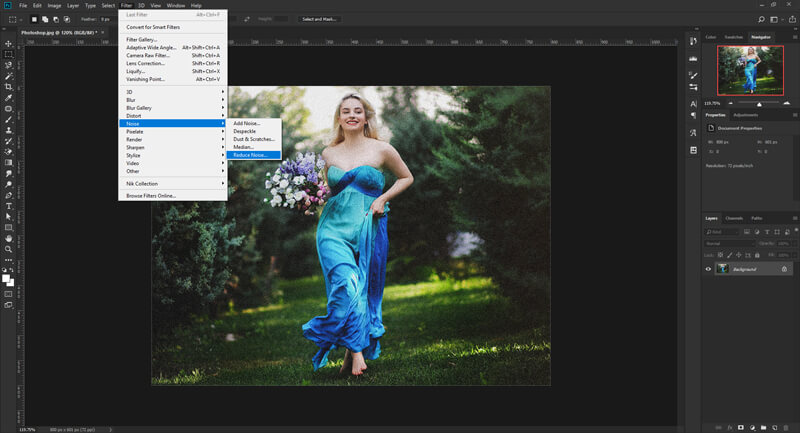 Ps File Edit Image Layer Type Select Filter 3D View Window Help
Feather: 0 px Height: Select and Mask...
Photoshop.jpg @ 120% (RGB/8#) *
Last Filter Alt+Ctrl+F
Convert for Smart Filters
Filter Gallery...
Adaptive Wide Angle... Alt+Shift+Ctrl+A
Camera Raw Filter... Shift+Ctrl+A
Lens Correction... Shift+Ctrl+R
Liquify... Shift+Ctrl+X
Vanishing Point... Alt+Ctrl+V
3D
Blur
Blur Gallery
Distort
Noise
Pixelate
Render
Sharpen
Stylize
Video
Other
Nik Collection
Browse Filters Online...
Add Noise...
Despeckle
Dust & Scratches...
Median...
Reduce Noise...
Color Swatches Navigator
115.75%
Properties Adjustments
Document Properties
W: 800 px H: 601 px
X: 0 Y: 0
Resolution: 72 pixels/inch
Layers Channels Paths
Kind
Normal Opacity: 100%
Lock: Fill: 100%
Background
115.75% 800 px x 601 px (72 ppi)